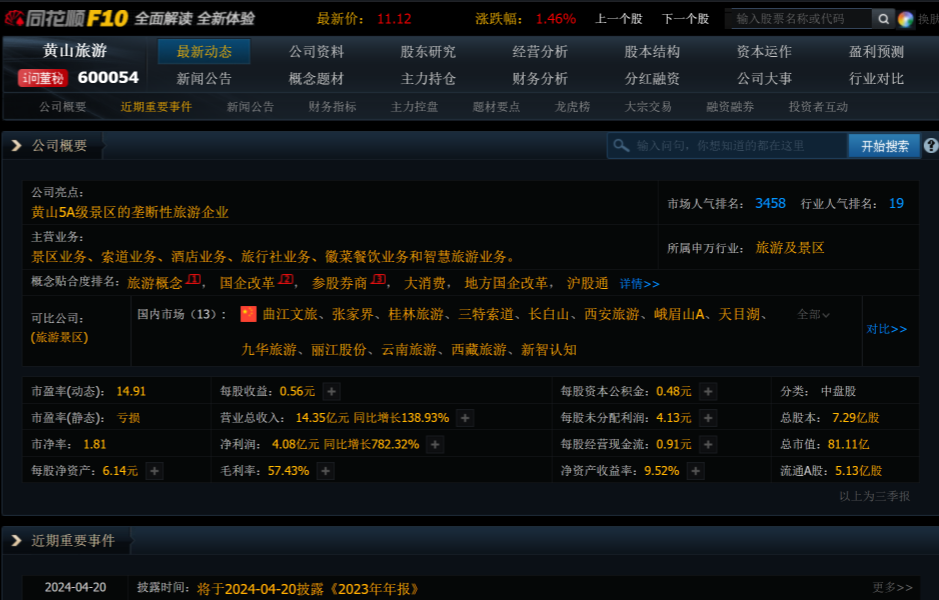 同花顺F10 全面解读 全新体验 最新价: 11.12 涨跌幅: 1.46% 上一个股 下一个股 输入股票名称或代码 换肤
黄山旅游 最新动态 公司资料 股东研究 经营分析 股本结构 资本运作 盈利预测
问董秘 600054 新闻公告 概念题材 主力持仓 财务分析 分红融资 公司大事 行业对比
公司概要 近期重要事件 新闻公告 财务指标 主力控盘 题材要点 龙虎榜 大宗交易 融资融券 投资者互动
公司概要 输入问句，你想知道的都在这里 开始搜索 ?
公司亮点:
黄山5A级景区的垄断性旅游企业
市场人气排名: 3458 行业人气排名: 19
主营业务:
景区业务、索道业务、酒店业务、旅行社业务、徽菜餐饮业务和智慧旅游业务。
所属申万行业: 旅游及景区
概念贴合度排名: 旅游概念1, 国企改革2, 参股券商3, 大消费, 地方国企改革, 沪股通 详情>>
可比公司:
(旅游景区)
国内市场（13）: 曲江文旅、张家界、桂林旅游、三特索道、长白山、西安旅游、峨眉山A、天目湖、 全部
九华旅游、丽江股份、云南旅游、西藏旅游、新智认知
对比>>
市盈率(动态): 14.91 每股收益: 0.56元 + 每股资本公积金: 0.48元 + 分类: 中盘股
市盈率(静态): 亏损 营业总收入: 14.35亿元 同比增长138.93% + 每股未分配利润: 4.13元 + 总股本: 7.29亿股
市净率: 1.81 净利润: 4.08亿元 同比增长782.32% + 每股经营现金流: 0.91元 + 总市值: 81.11亿
每股净资产: 6.14元 + 毛利率: 57.43% + 净资产收益率: 9.52% + 流通A股: 5.13亿股
以上为三季报
近期重要事件
2024-04-20 披露时间: 将于2024-04-20披露《2023年年报》 更多>>